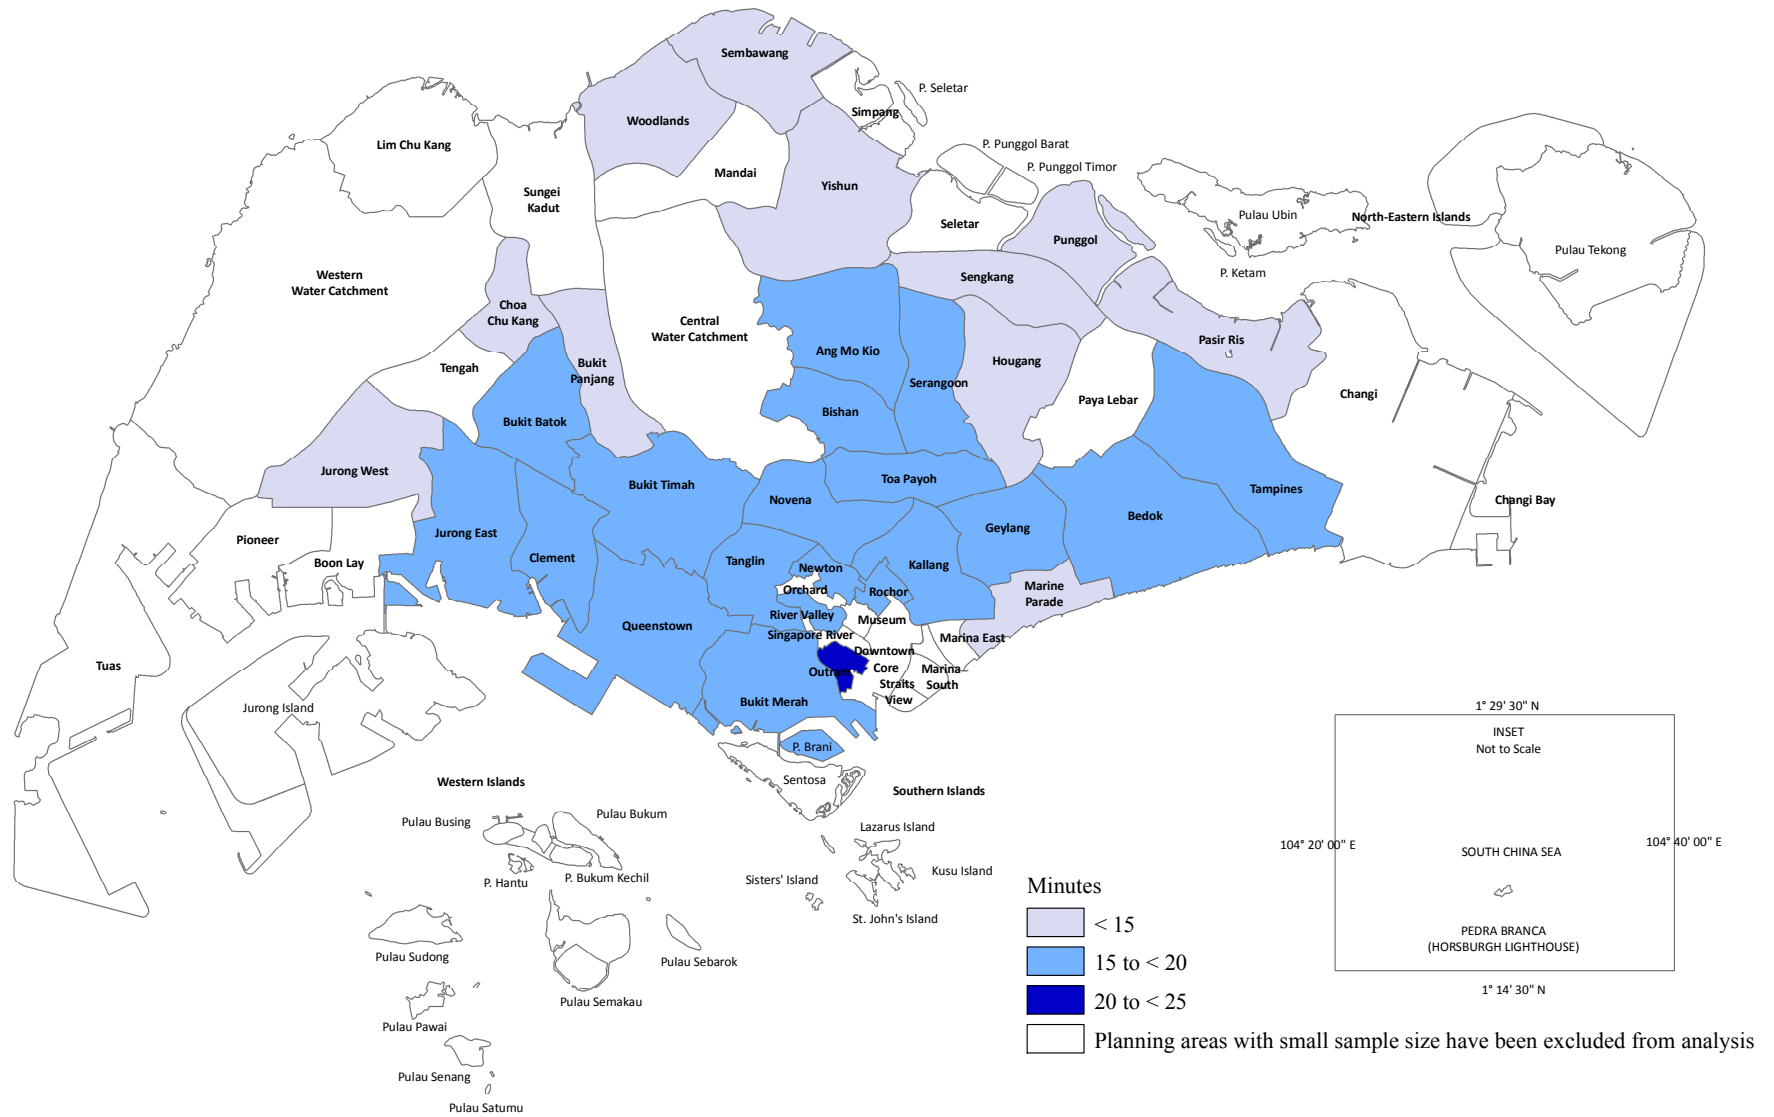 Sembawang
P. Seletar
Simpang
Woodlands
Lim Chu Kang
P. Punggol Barat
P. Punggol Timor
Mandai
Yishun
Sungei
Kadut
Seletar
Pulau Ubin
North-Eastern Islands
Punggol
Pulau Tekong
P. Ketam
Western
Water Catchment
Sengkang
Choa
Chu Kang
Central
Water Catchment
Pasir Ris
Ang Mo Kio
Hougang
Tengah
Bukit
Panjang
Serangoon
Changi
Paya Lebar
Bishan
Bukit Batok
Jurong West
Bukit Timah
Toa Payoh
Tampines
Novena
Changi Bay
Bedok
Geylang
Jurong East
Pioneer
Clement
Boon Lay
Tanglin
Newton
Kallang
Orchard
Rochor
Marine
Parade
River Valley
Museum
Queenstown
Singapore River
Marina East
Downtown
Core
Tuas
Outram
Marina
South
Straits
View
Bukit Merah
Jurong Island
P. Brani
Sentosa
Western Islands
Southern Islands
Pulau Busing
Pulau Bukum
Lazarus Island
Kusu Island
P. Hantu
P. Bukum Kechil
Sisters' Island
St. John's Island
Pulau Sudong
Pulau Sebarok
Pulau Semakau
Pulau Pawai
Pulau Senang
Pulau Satumu
1° 29' 30" N
INSET
Not to Scale
104° 20' 00" E
104° 40' 00" E
SOUTH CHINA SEA
PEDRA BRANCA
(HORSBURGH LIGHTHOUSE)
1° 14' 30" N
Minutes
< 15
15 to < 20
20 to < 25
Planning areas with small sample size have been excluded from analysis